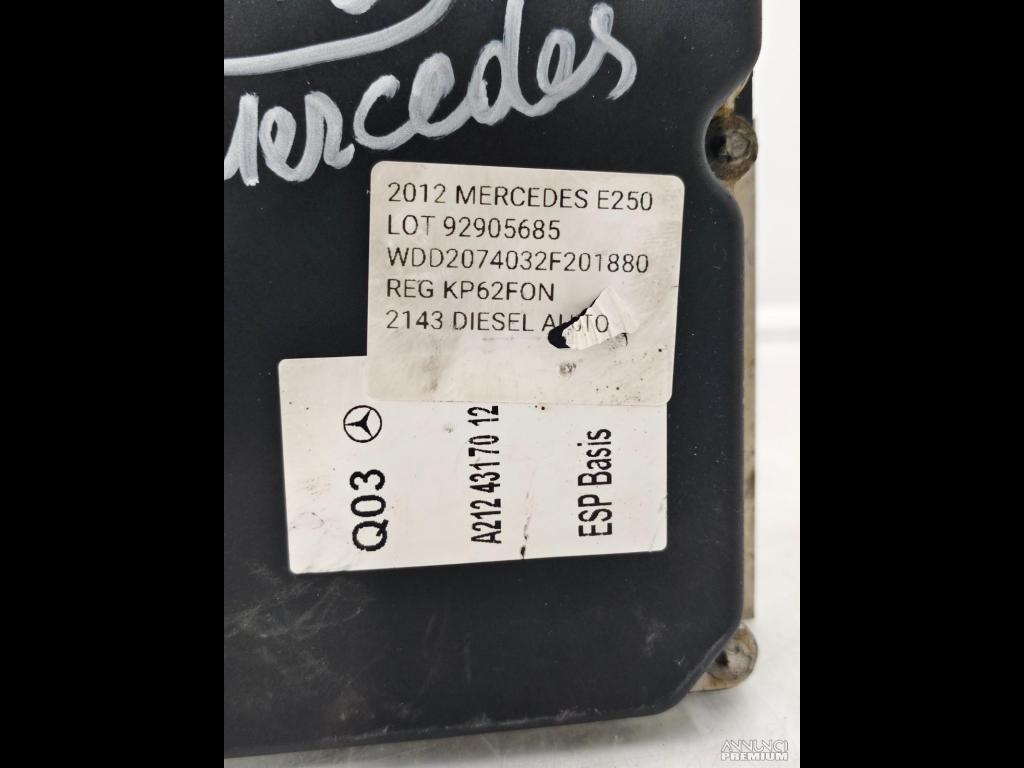 Mercedes
2012 MERCEDES E250
LOT 92905685
WDD2074032F201880
REG KP62FON
2143 DIESEL AUTO
Q03
A212 431 70 12
ESP Basis
ANNUNCI
PREMIUM